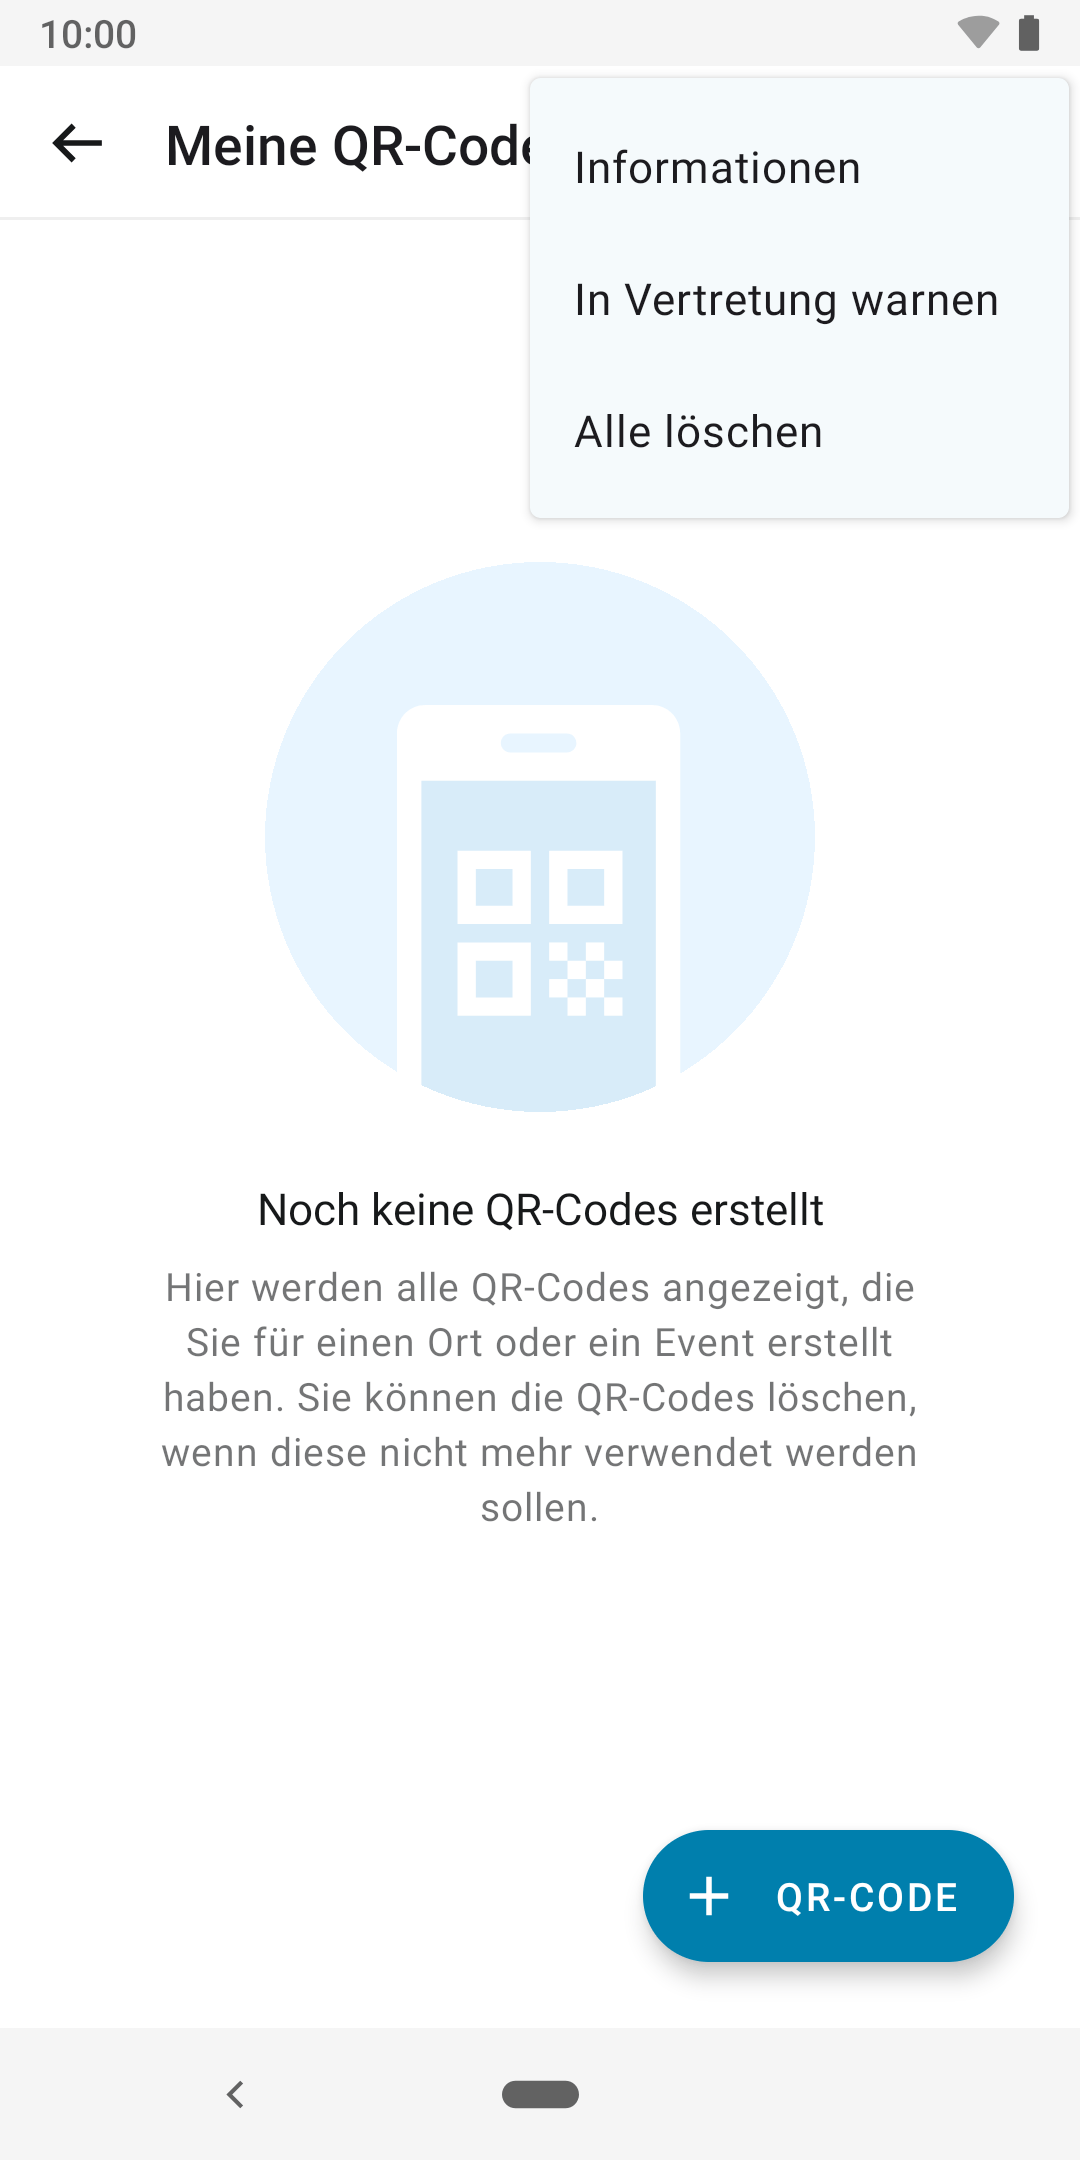 10:00
Meine QR-Code
Informationen
In Vertretung warnen
Alle löschen
Noch keine QR-Codes erstellt
Hier werden alle QR-Codes angezeigt, die
Sie für einen Ort oder ein Event erstellt
haben. Sie können die QR-Codes löschen,
wenn diese nicht mehr verwendet werden
sollen.
QR-CODE